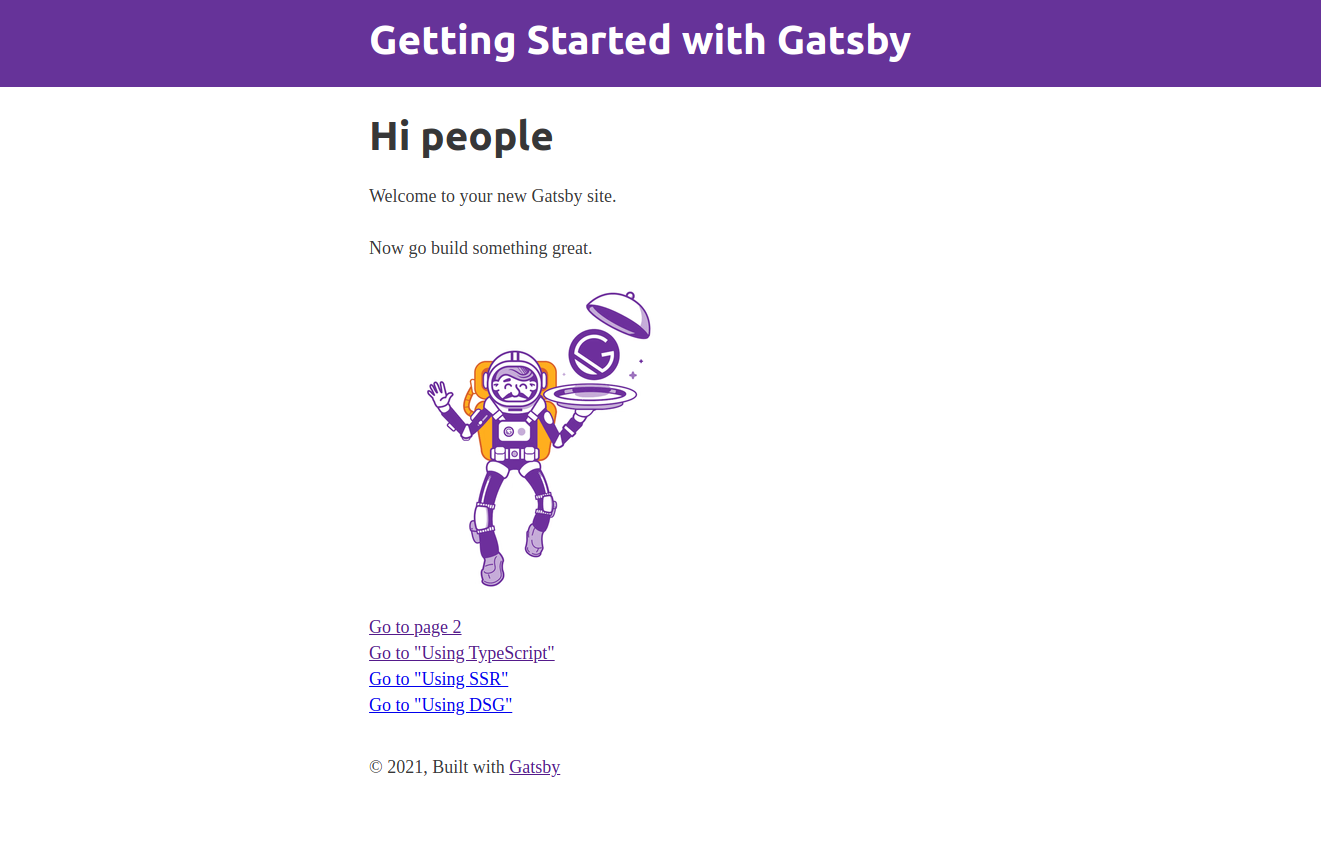 Getting Started with Gatsby
Hi people
Welcome to your new Gatsby site.
Now go build something great.
Go to page 2
Go to "Using TypeScript"
Go to "Using SSR"
Go to "Using DSG"
© 2021, Built with Gatsby